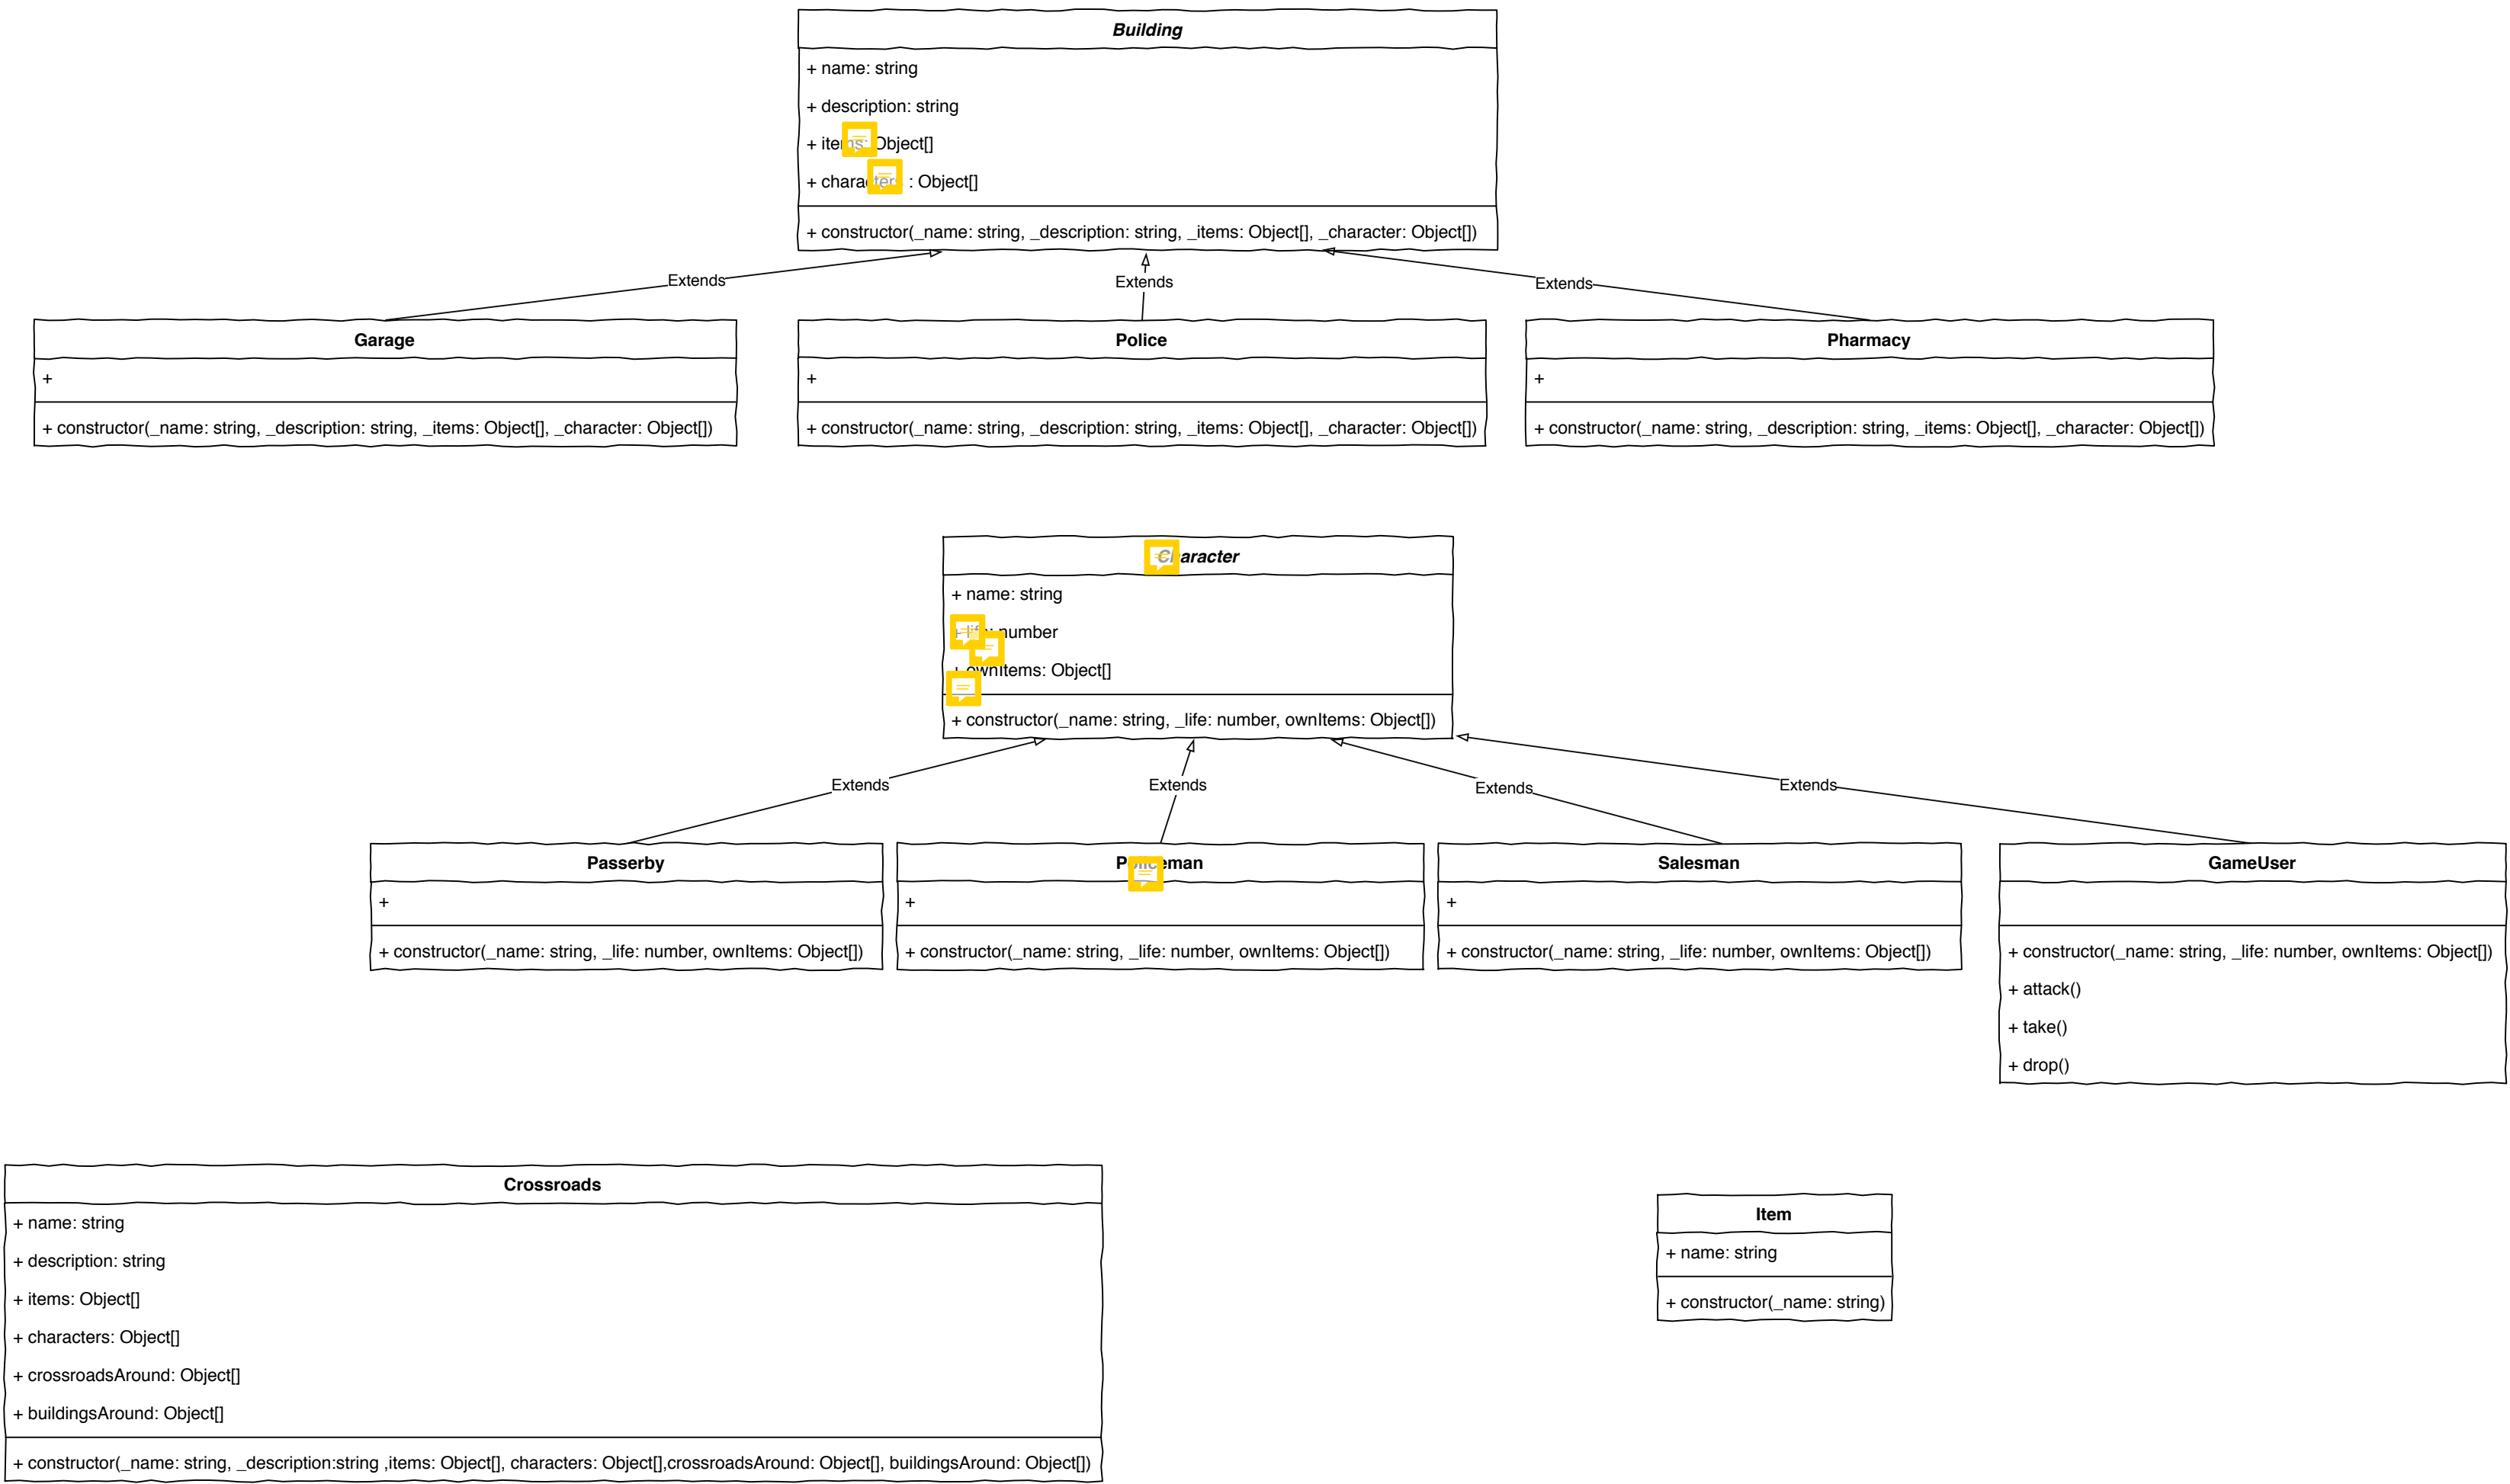 Building
+ name: string
+ description: string
+ items: Object[]
+ characters : Object[]
+ constructor(_name: string, _description: string, _items: Object[], _character: Object[])
Extends
Extends
Extends
Garage
+
+ constructor(_name: string, _description: string, _items: Object[], _character: Object[])
Police
+
+ constructor(_name: string, _description: string, _items: Object[], _character: Object[])
Pharmacy
+
+ constructor(_name: string, _description: string, _items: Object[], _character: Object[])
Character
+ name: string
+ life: number
+ ownItems: Object[]
+ constructor(_name: string, _life: number, ownItems: Object[])
Extends
Extends
Extends
Extends
Passerby
+
+ constructor(_name: string, _life: number, ownItems: Object[])
Policeman
+
+ constructor(_name: string, _life: number, ownItems: Object[])
Salesman
+
+ constructor(_name: string, _life: number, ownItems: Object[])
GameUser
+ constructor(_name: string, _life: number, ownItems: Object[])
+ attack()
+ take()
+ drop()
Crossroads
+ name: string
+ description: string
+ items: Object[]
+ characters: Object[]
+ crossroadsAround: Object[]
+ buildingsAround: Object[]
+ constructor(_name: string, _description:string ,items: Object[], characters: Object[],crossroadsAround: Object[], buildingsAround: Object[])
Item
+ name: string
+ constructor(_name: string)